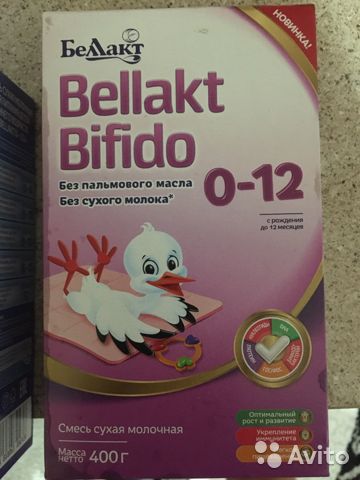 НОВИНКА!
Беллакт
Bellakt
Bifido
Без пальмового масла
Без сухого молока*
0-12
с рождения
до 12 месяцев
Оптимальный
рост и развитие
Укрепление
иммунитета
Смесь сухая молочная
Масса
нетто 400 г
Avito